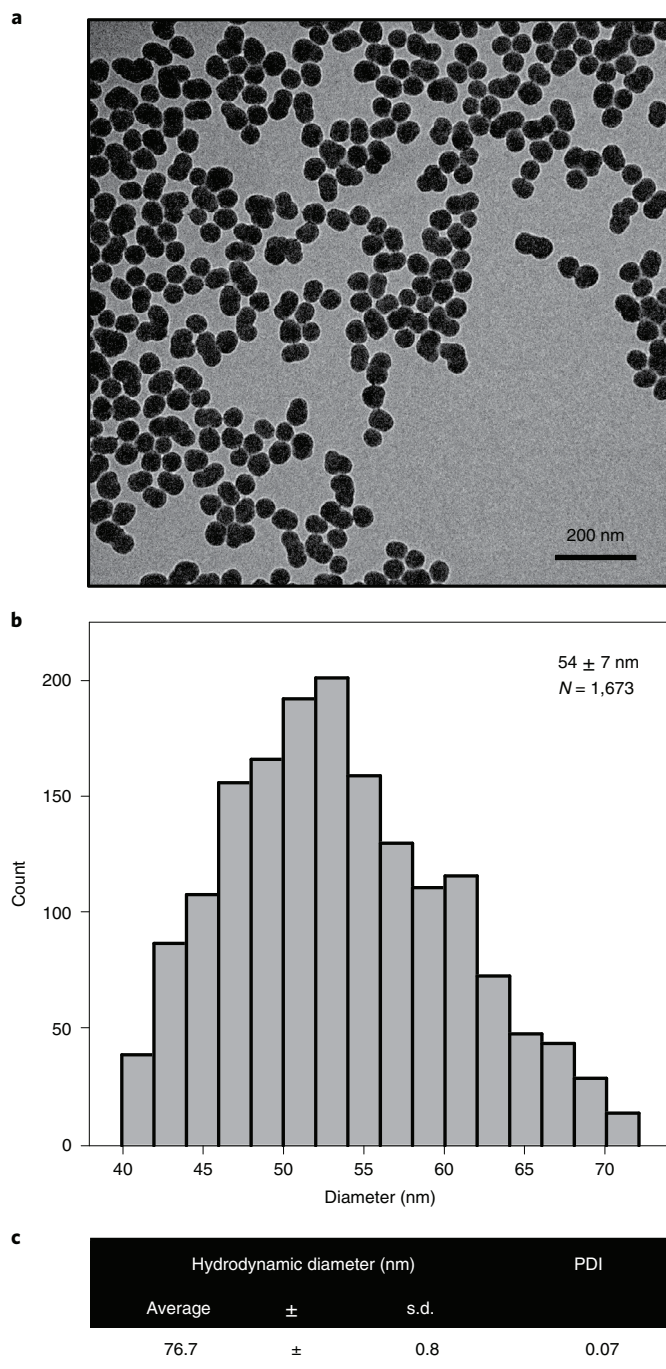 a
200 nm
b
54 ± 7 nm
N = 1,673
200
150
100
50
0
Count
40 45 50 55 60 65 70
Diameter (nm)
c
Hydrodynamic diameter (nm) PDI
Average ± s.d.
76.7 ± 0.8 0.07